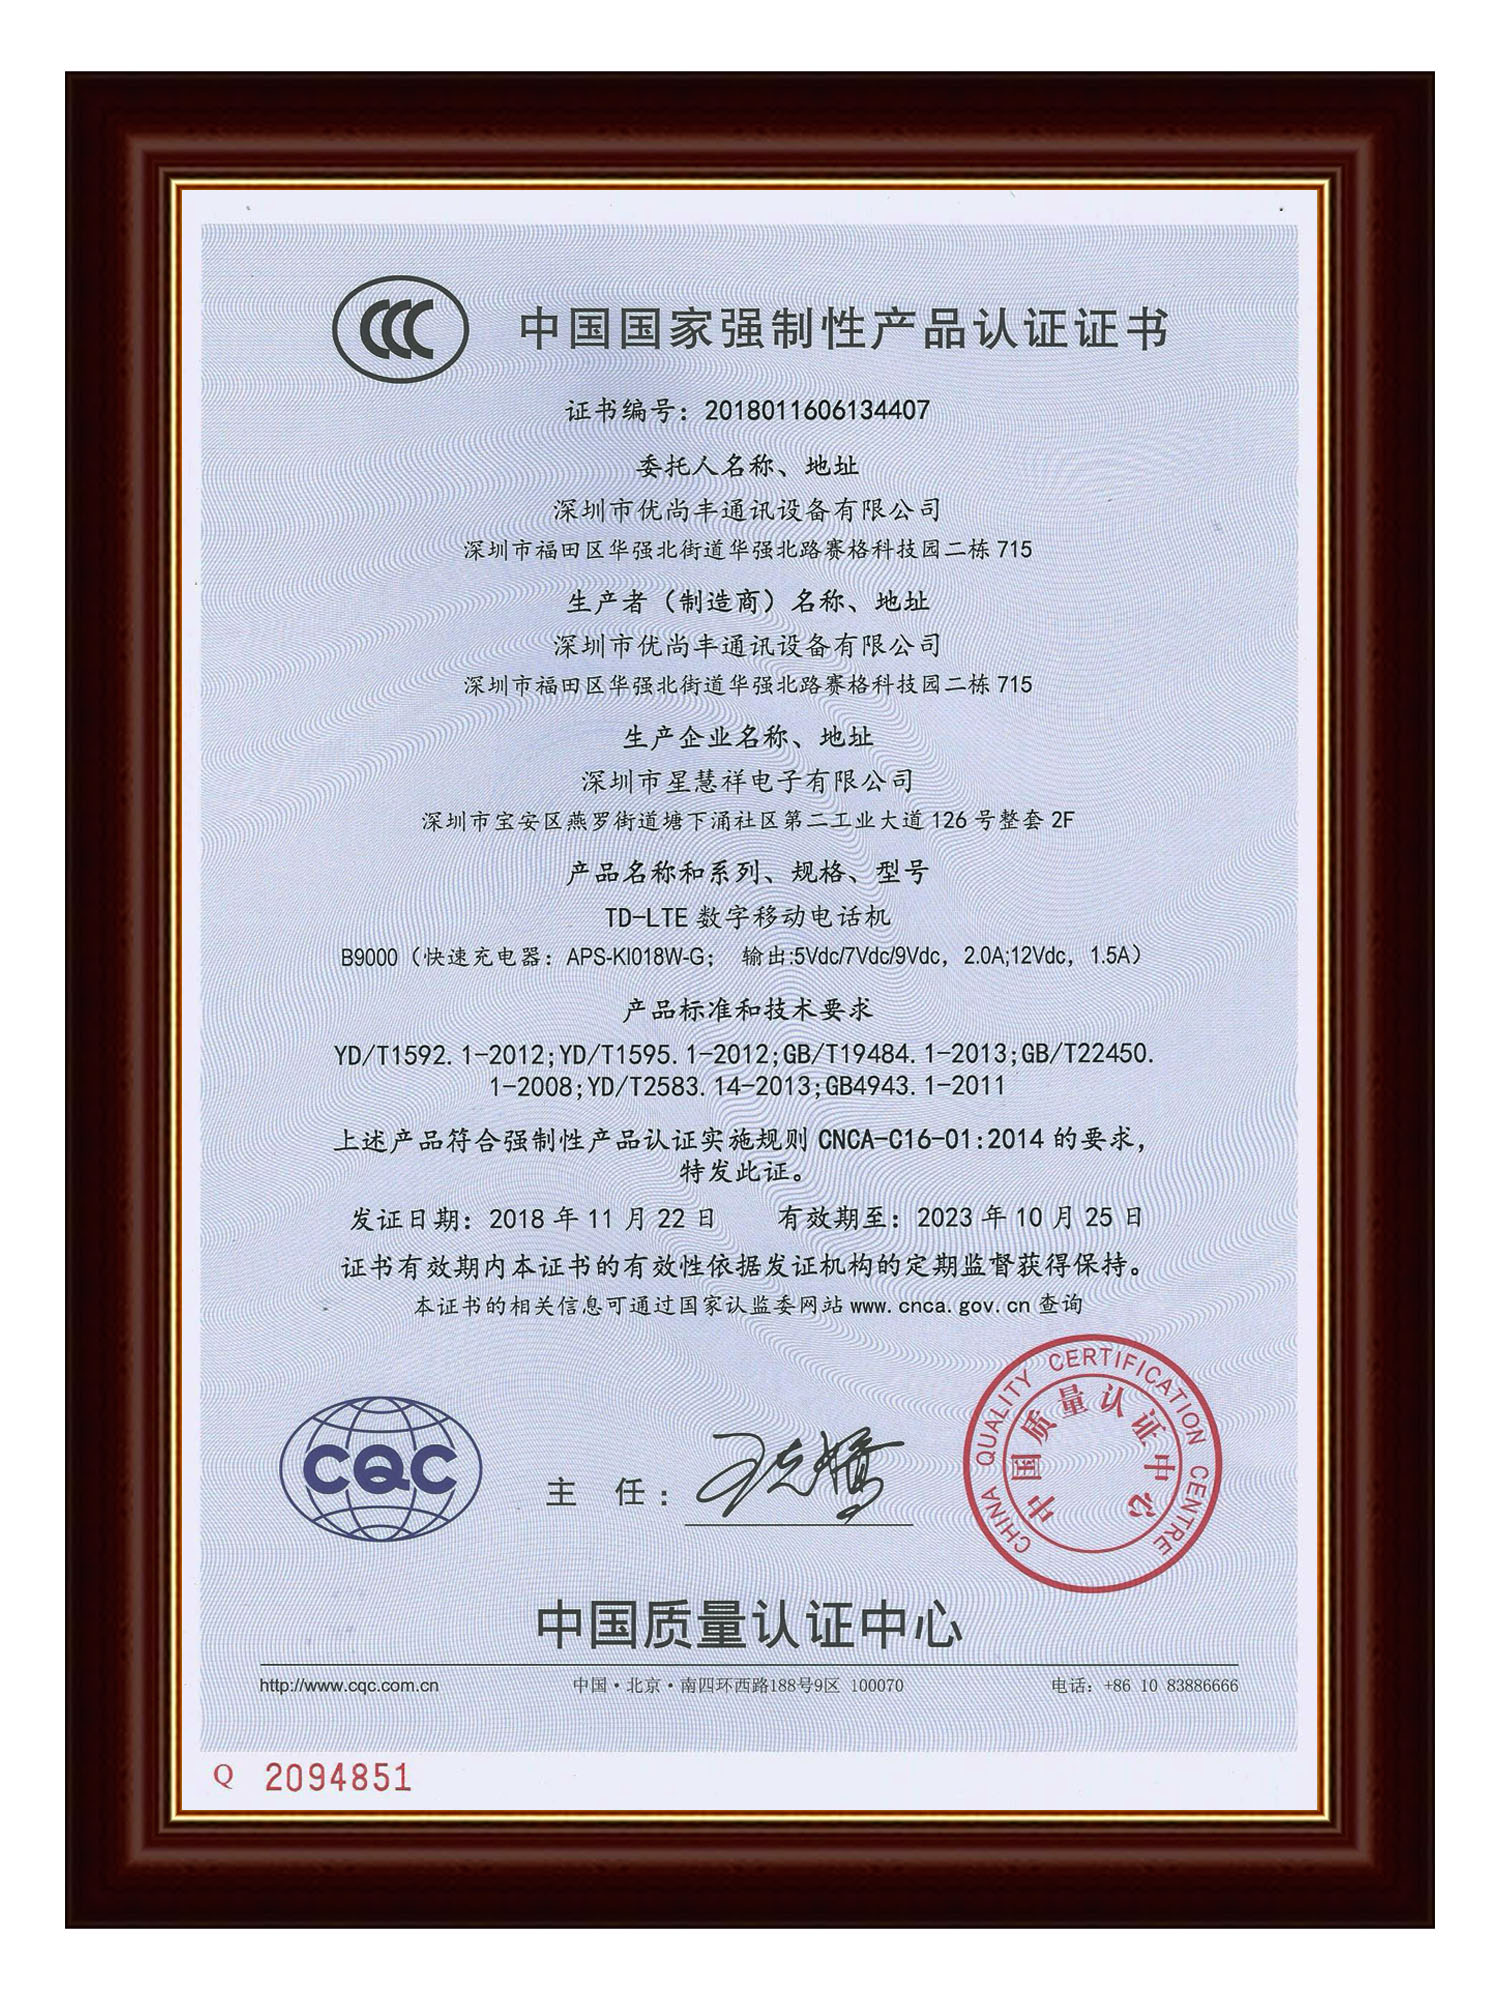 CCC 中国国家强制性产品认证证书
证书编号：2018011606134407
委托人名称、地址
深圳市优尚丰通讯设备有限公司
深圳市福田区华强北街道华强北路赛格科技园二栋 715
生产者（制造商）名称、地址
深圳市优尚丰通讯设备有限公司
深圳市福田区华强北街道华强北路赛格科技园二栋 715
生产企业名称、地址
深圳市星慧祥电子有限公司
深圳市宝安区燕罗街道塘下涌社区第二工业大道 126 号整套 2F
产品名称和系列、规格、型号
TD-LTE 数字移动电话机
B9000（快速充电器：APS-KI018W-G； 输出:5Vdc/7Vdc/9Vdc，2.0A;12Vdc，1.5A）
产品标准和技术要求
YD/T1592.1-2012;YD/T1595.1-2012;GB/T19484.1-2013;GB/T22450.
1-2008;YD/T2583.14-2013;GB4943.1-2011
上述产品符合强制性产品认证实施规则 CNCA-C16-01:2014 的要求，
特发此证。
发证日期：2018 年 11 月 22 日 有效期至：2023 年 10 月 25 日
证书有效期内本证书的有效性依据发证机构的定期监督获得保持。
本证书的相关信息可通过国家认监委网站 www.cnca.gov.cn 查询
CQC
主 任：
CHINA QUALITY CERTIFICATION CENTRE
中国质量认证中心
中国质量认证中心
http://www.cqc.com.cn 中国·北京·南四环西路188号9区 100070 电话：+86 10 83886666
Q 2094851